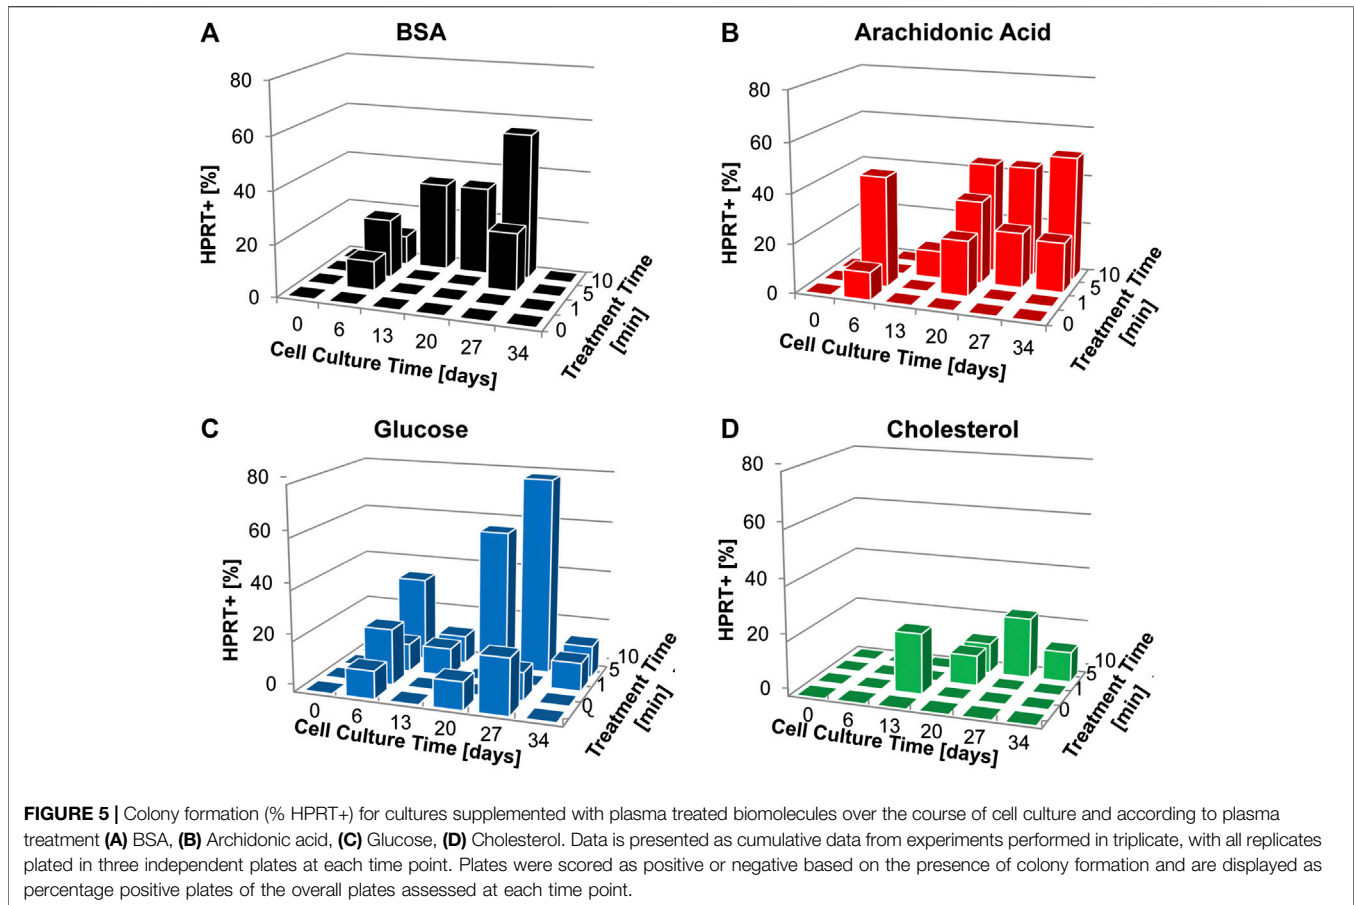 A
BSA
80
60
40
20
0
HPRT+ [%]
0
6
13
20
27
34
Cell Culture Time [days]
0
1
5
10
Treatment Time
[min]
B
Arachidonic Acid
80
60
40
20
0
HPRT+ [%]
0
6
13
20
27
34
Cell Culture Time [days]
0
1
5
10
Treatment Time
[min]
C
Glucose
80
60
40
20
0
HPRT+ [%]
0
6
13
20
27
34
Cell Culture Time [days]
0
1
5
10
Treatment Time
[min]
D
Cholesterol
80
60
40
20
0
HPRT+ [%]
0
6
13
20
27
34
Cell Culture Time [days]
0
1
5
10
Treatment Time
[min]
FIGURE 5 | Colony formation (% HPRT+) for cultures supplemented with plasma treated biomolecules over the course of cell culture and according to plasma
treatment (A) BSA, (B) Archidonic acid, (C) Glucose, (D) Cholesterol. Data is presented as cumulative data from experiments performed in triplicate, with all replicates
plated in three independent plates at each time point. Plates were scored as positive or negative based on the presence of colony formation and are displayed as
percentage positive plates of the overall plates assessed at each time point.